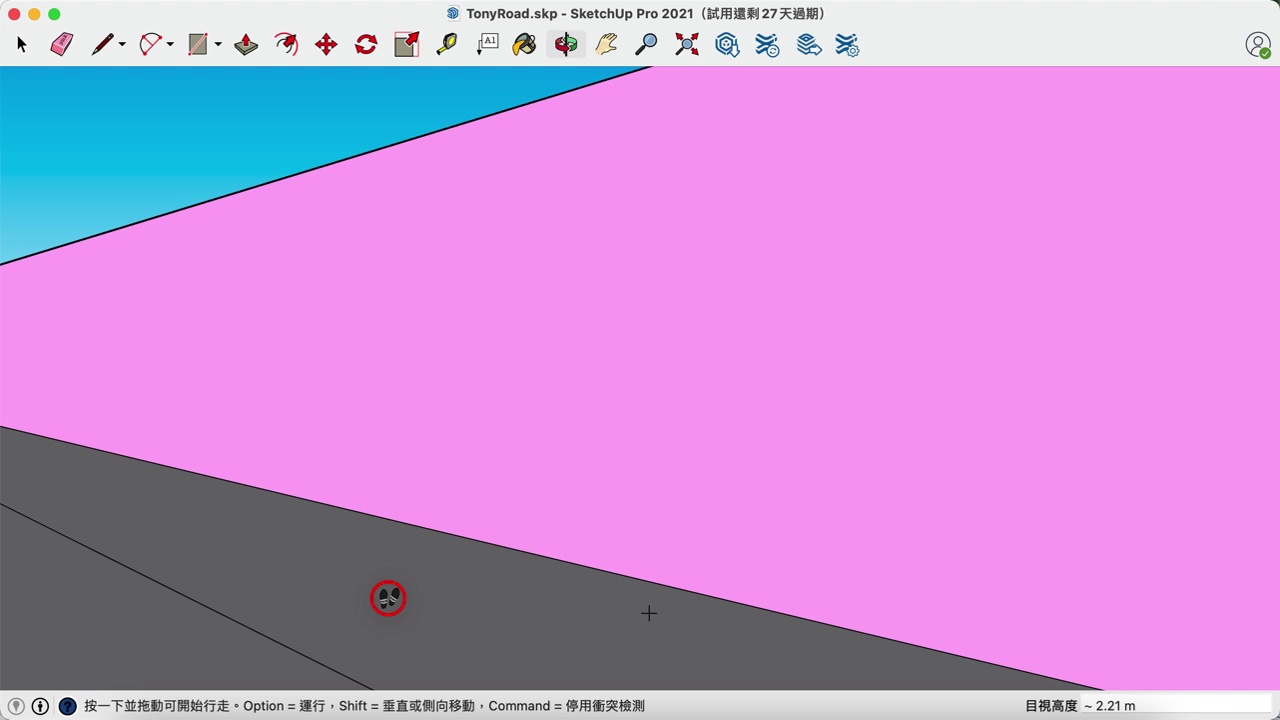 TonyRoad.skp - SketchUp Pro 2021（試用還剩 27 天過期）
A1
按一下並拖動可開始行走。Option = 運行，Shift = 垂直或側向移動，Command = 停用衝突檢測
目視高度 ~ 2.21 m